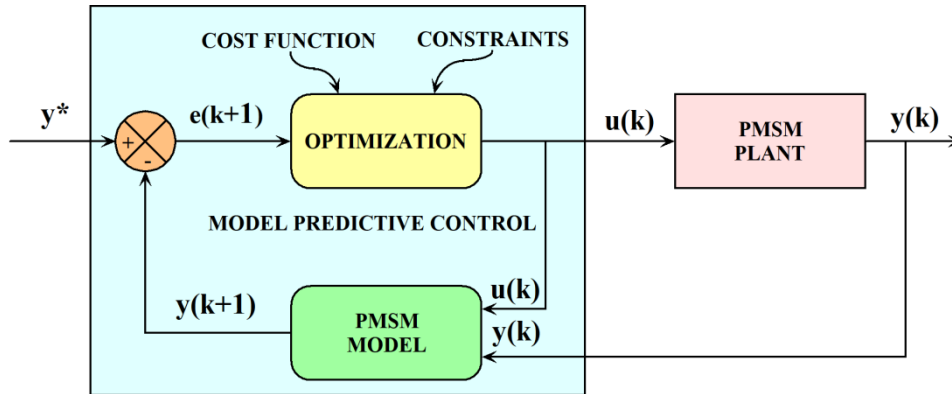 COST FUNCTION
CONSTRAINTS
y*
+
-
e(k+1)
OPTIMIZATION
u(k)
PMSM
PLANT
y(k)
MODEL PREDICTIVE CONTROL
y(k+1)
PMSM
MODEL
u(k)
y(k)